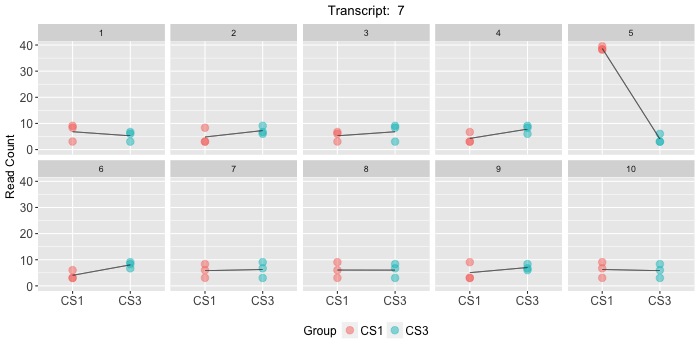 Transcript: 7
1 2 3 4 5
40
30
20
10
0
Read Count
6 7 8 9 10
40
30
20
10
0
CS1 CS3 CS1 CS3 CS1 CS3 CS1 CS3 CS1 CS3
Group CS1 CS3